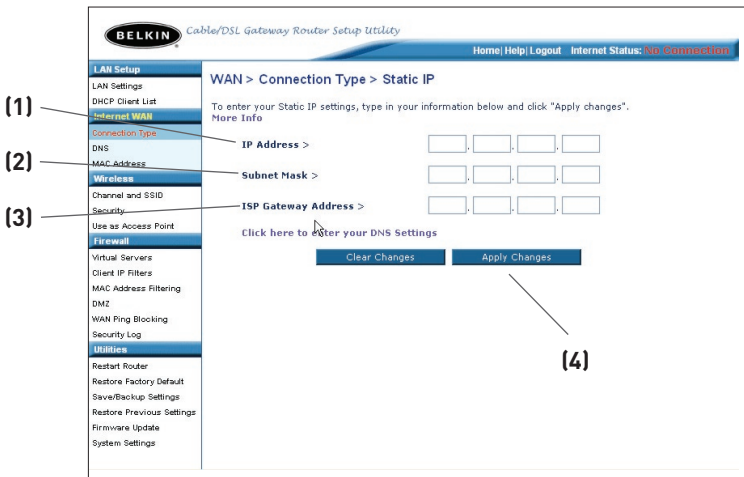 BELKIN Cable/DSL Gateway Router Setup Utility
Home| Help| Logout Internet Status: No Connection
LAN Setup
LAN Settings
DHCP Client List
Internet WAN
Connection Type
DNS
MAC Address
Wireless
Channel and SSID
Security
Use as Access Point
Firewall
Virtual Servers
Client IP Filters
MAC Address Filtering
DMZ
WAN Ping Blocking
Security Log
Utilities
Restart Router
Restore Factory Default
Save/Backup Settings
Restore Previous Settings
Firmware Update
System Settings
WAN > Connection Type > Static IP
To enter your Static IP settings, type in your information below and click "Apply changes".
More Info
(1)
IP Address > . . .
(2)
Subnet Mask > . . .
(3)
ISP Gateway Address > . . .
Click here to enter your DNS Settings
Clear Changes Apply Changes
(4)